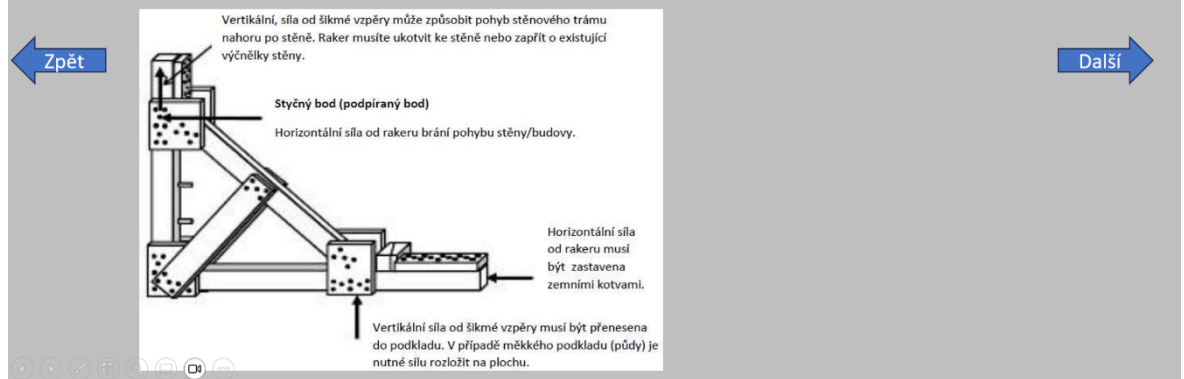 Vertikální, síla od šikmé vzpěry může způsobit pohyb stěnového trámu
nahoru po stěně. Raker musíte ukotvit ke stěně nebo zapřít o existující
výčnělky stěny.
Zpět
Další
Styčný bod (podpíraný bod)
Horizontální síla od rakeru brání pohybu stěny/budovy.
Horizontální síla
od rakeru musí
být zastavena
zemními kotvami.
Vertikální síla od šikmé vzpěry musí být přenesena
do podkladu. V případě měkkého podkladu (půdy) je
nutné sílu rozložit na plochu.